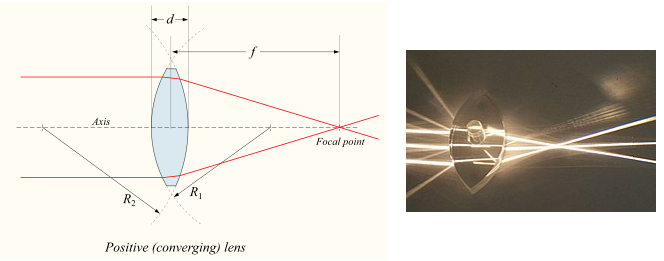 d
f
Axis
Focal point
R2
R1
Positive (converging) lens